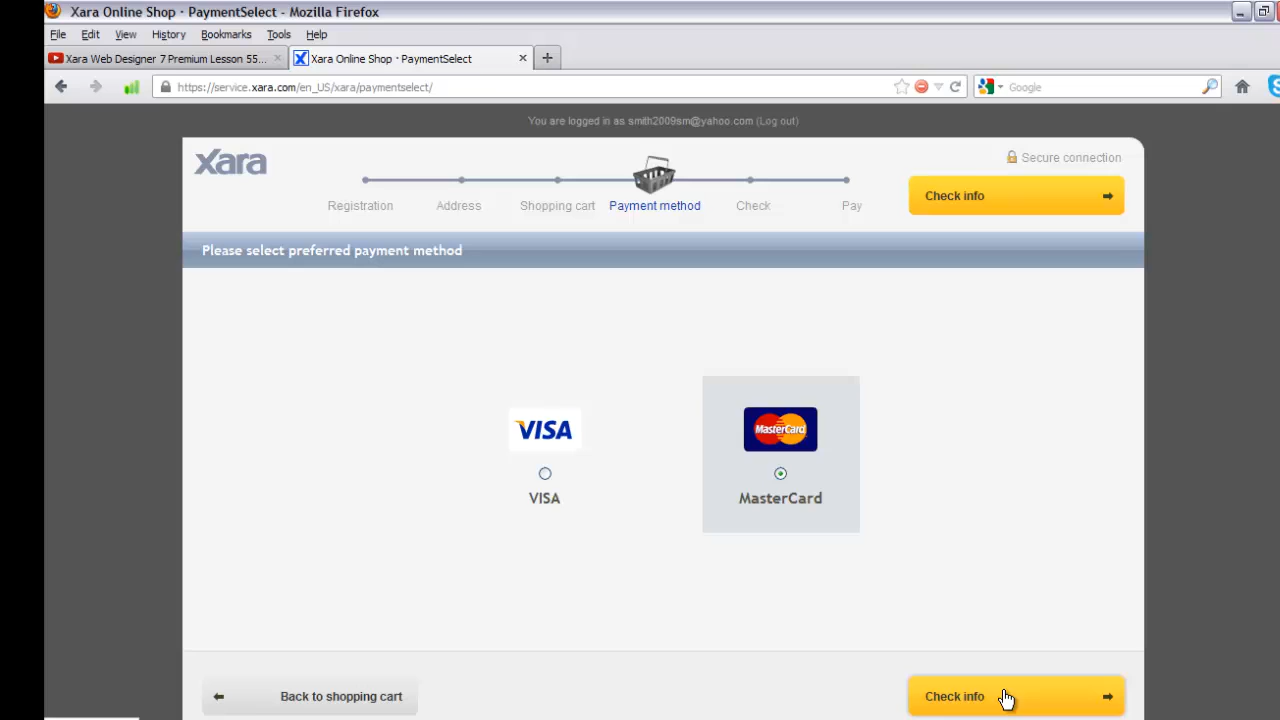 Xara Online Shop · PaymentSelect - Mozilla Firefox
File Edit View History Bookmarks Tools Help
Xara Web Designer 7 Premium Lesson 55...
Xara Online Shop · PaymentSelect
https://service.xara.com/en_US/xara/paymentselect/
Google
You are logged in as smith2009sm@yahoo.com (Log out)
xara
Secure connection
Check info
Registration Address Shopping cart Payment method Check Pay
Please select preferred payment method
VISA
MasterCard
VISA
MasterCard
Back to shopping cart
Check info